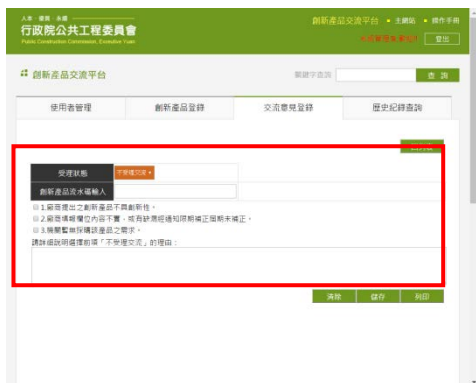 行政院公共工程委員會
Public Construction Commission, Executive Yuan
創新產品交流平台 ▪ 主網站 ▪ 操作手冊
登出
創新產品交流平台
關鍵字查詢
查 詢
使用者管理
創新產品登錄
交流意見登錄
歷史紀錄查詢
受理狀態
不受理交流
創新產品流水碼輸入
1.廠商提出之創新產品不具創新性。
2.廠商填報欄位內容不實，或有缺漏經通知限期補正屆期未補正。
3.機關暫無採購該產品之需求。
請詳細說明選擇前項「不受理交流」的理由：
清除
儲存
列印